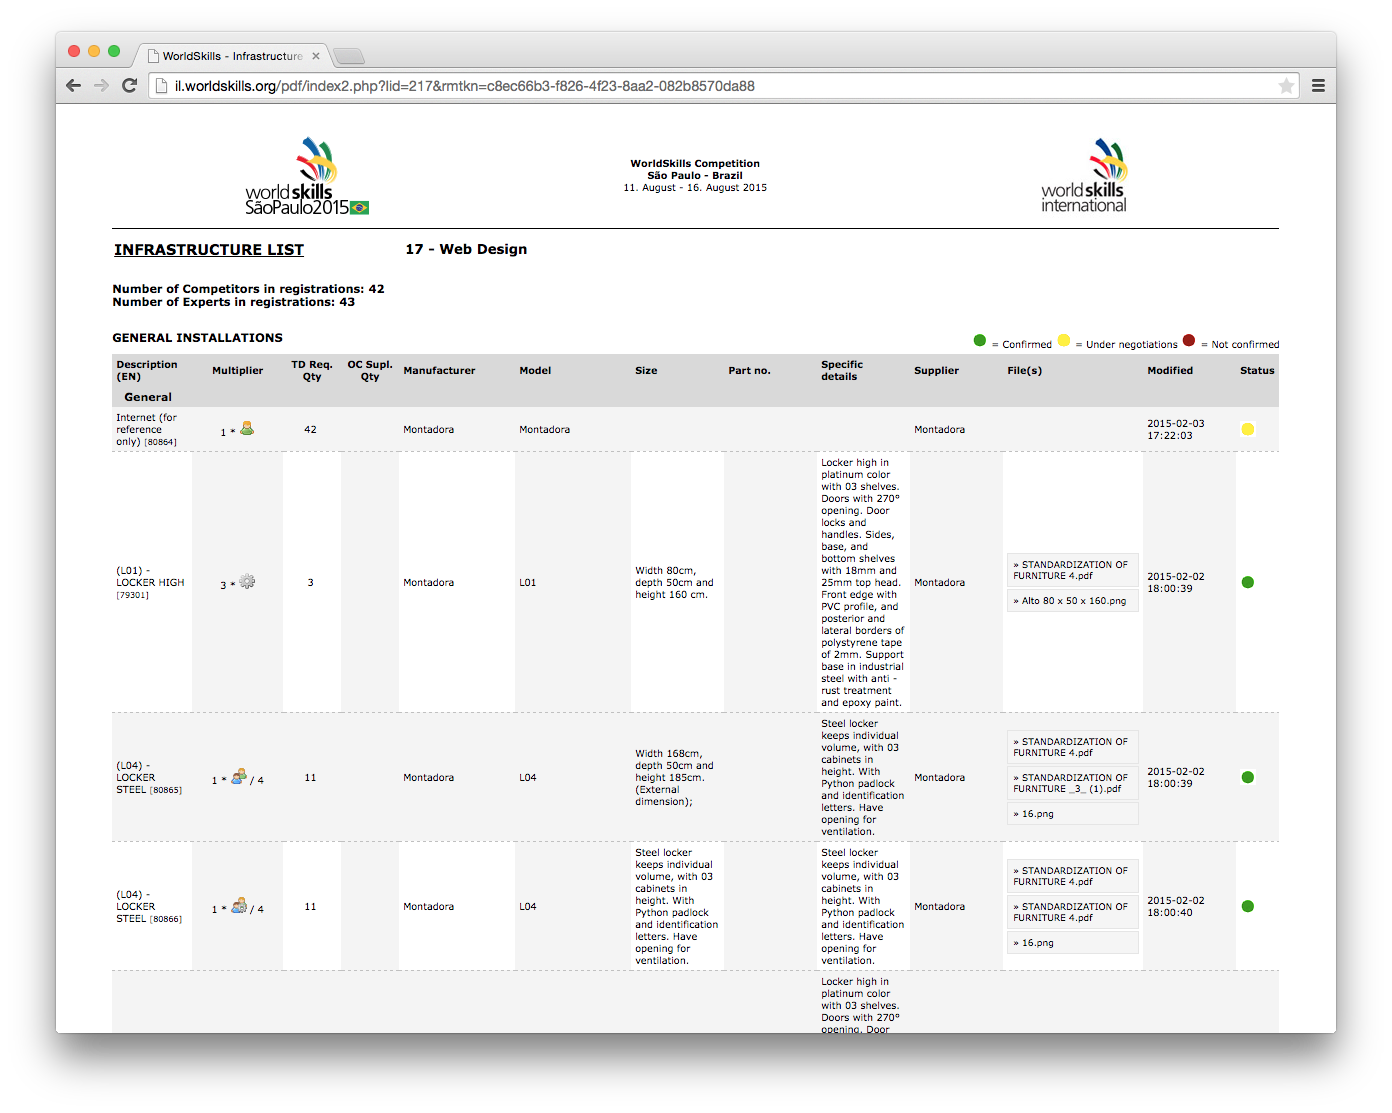 WorldSkills - Infrastructure
il.worldskills.org/pdf/index2.php?lid=217&rmtkn=c8ec66b3-f826-4f23-8aa2-082b8570da88
world skills
SãoPaulo2015
WorldSkills Competition
São Paulo - Brazil
11. August - 16. August 2015
world skills
international
INFRASTRUCTURE LIST
17 - Web Design
Number of Competitors in registrations: 42
Number of Experts in registrations: 43
GENERAL INSTALLATIONS
= Confirmed = Under negotiations = Not confirmed
Description
(EN)
Multiplier
TD Req.
Qty
OC Supl.
Qty
Manufacturer
Model
Size
Part no.
Specific
details
Supplier
File(s)
Modified
Status
General
Internet (for
reference
only) [80864]
1 *
42
Montadora
Montadora
Montadora
2015-02-03
17:22:03
(L01) -
LOCKER HIGH
[79301]
3 *
3
Montadora
L01
Width 80cm,
depth 50cm and
height 160 cm.
Locker high in
platinum color
with 03 shelves.
Doors with 270°
opening. Door
locks and
handles. Sides,
base, and
bottom shelves
with 18mm and
25mm top head.
Front edge with
PVC profile, and
posterior and
lateral borders of
polystyrene tape
of 2mm. Support
base in industrial
steel with anti -
rust treatment
and epoxy paint.
Montadora
» STANDARDIZATION OF
FURNITURE 4.pdf
» Alto 80 x 50 x 160.png
2015-02-02
18:00:39
(L04) -
LOCKER
STEEL [80865]
1 * / 4
11
Montadora
L04
Width 168cm,
depth 50cm and
height 185cm.
(External
dimension);
Steel locker
keeps individual
volume, with 03
cabinets in
height. With
Python padlock
and identification
letters. Have
opening for
ventilation.
Montadora
» STANDARDIZATION OF
FURNITURE 4.pdf
» STANDARDIZATION OF
FURNITURE _3_ (1).pdf
» 16.png
2015-02-02
18:00:39
(L04) -
LOCKER
STEEL [80866]
1 * / 4
11
Montadora
L04
Steel locker
keeps individual
volume, with 03
cabinets in
height. With
Python padlock
and identification
letters. Have
opening for
ventilation.
Steel locker
keeps individual
volume, with 03
cabinets in
height. With
Python padlock
and identification
letters. Have
opening for
ventilation.
Montadora
» STANDARDIZATION OF
FURNITURE 4.pdf
» STANDARDIZATION OF
FURNITURE 4.pdf
» 16.png
2015-02-02
18:00:40
Locker high in
platinum color
with 03 shelves.
Doors with 270°
opening. Door